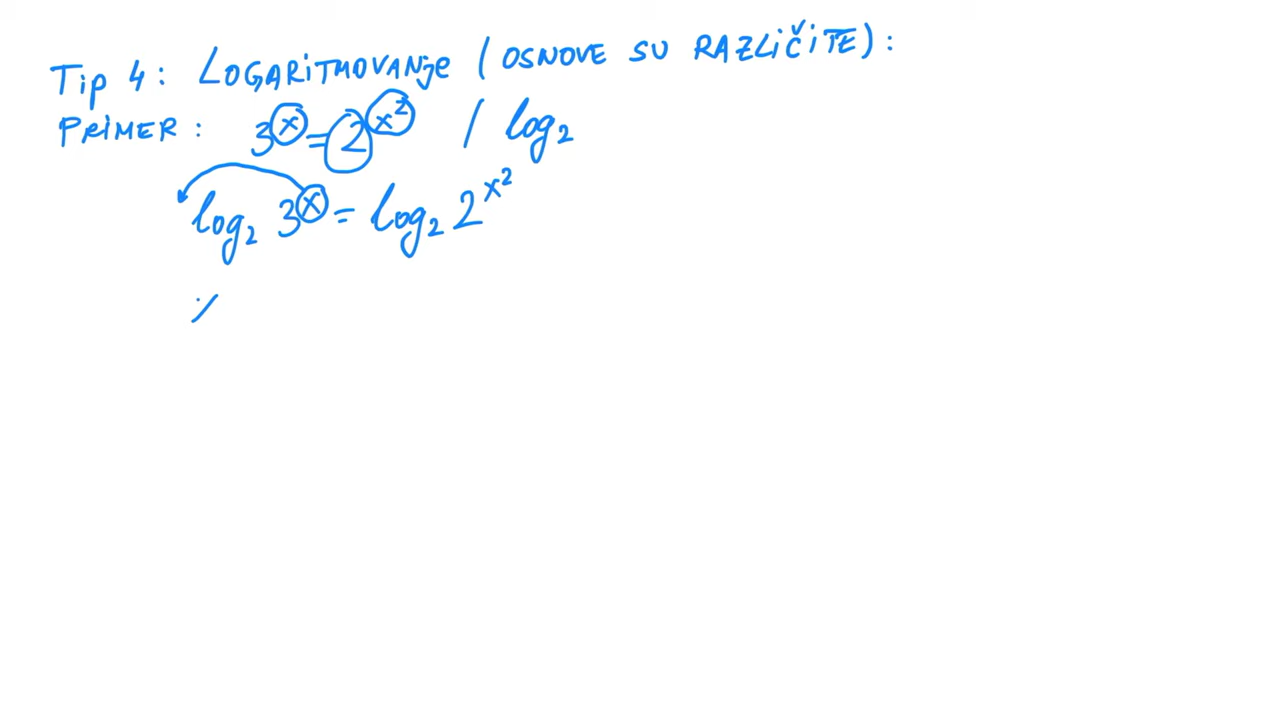 Tip 4: LOGARITMOVANJE (OSNOVE SU RAZLIČITE):
PRIMER: 3^x = 2^x² / log₂
log₂ 3^x = log₂ 2^x²